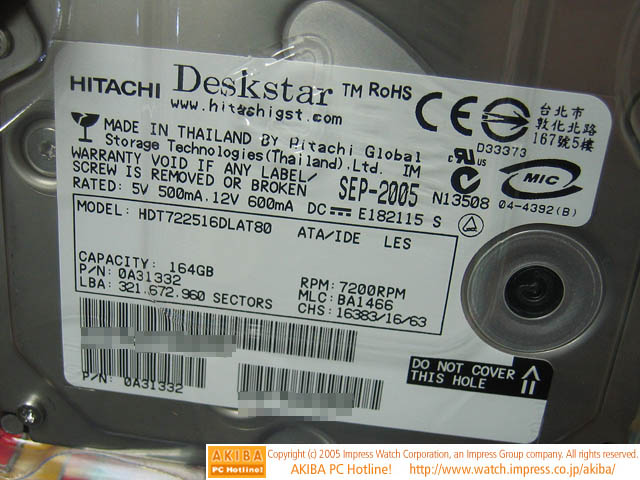 HITACHI Deskstar TM RoHS
www.hitachigst.com
CE
台北市
敦化北路
167號5樓
D33373
MADE IN THAILAND BY Hitachi Global
Storage Technologies(Thailand).Ltd. IM
WARRANTY VOID IF ANY LABEL/
SCREW IS REMOVED OR BROKEN
SEP-2005
RATED: 5V 500mA.12V 600mA DC E182115 S
c RU us
N13508
MIC
04-4392(B)
MODEL: HDT722516DLAT80 ATA/IDE LES
CAPACITY: 164GB
P/N: 0A31332
LBA: 321.672.960 SECTORS
RPM: 7200RPM
MLC: BA1466
CHS: 16383/16/63
P/N: 0A31332
DO NOT COVER
THIS HOLE
AKIBA
PC Hotline!
Copyright (c) 2005 Impress Watch Corporation, an Impress Group company. All rights reserved.
AKIBA PC Hotline! http://www.watch.impress.co.jp/akiba/